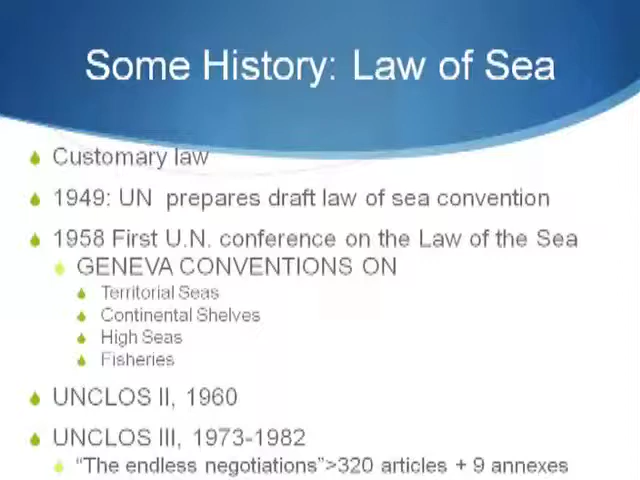 Some History: Law of Sea
Customary law
1949: UN prepares draft law of sea convention
1958 First U.N. conference on the Law of the Sea
GENEVA CONVENTIONS ON
Territorial Seas
Continental Shelves
High Seas
Fisheries
UNCLOS II, 1960
UNCLOS III, 1973-1982
“The endless negotiations”>320 articles + 9 annexes